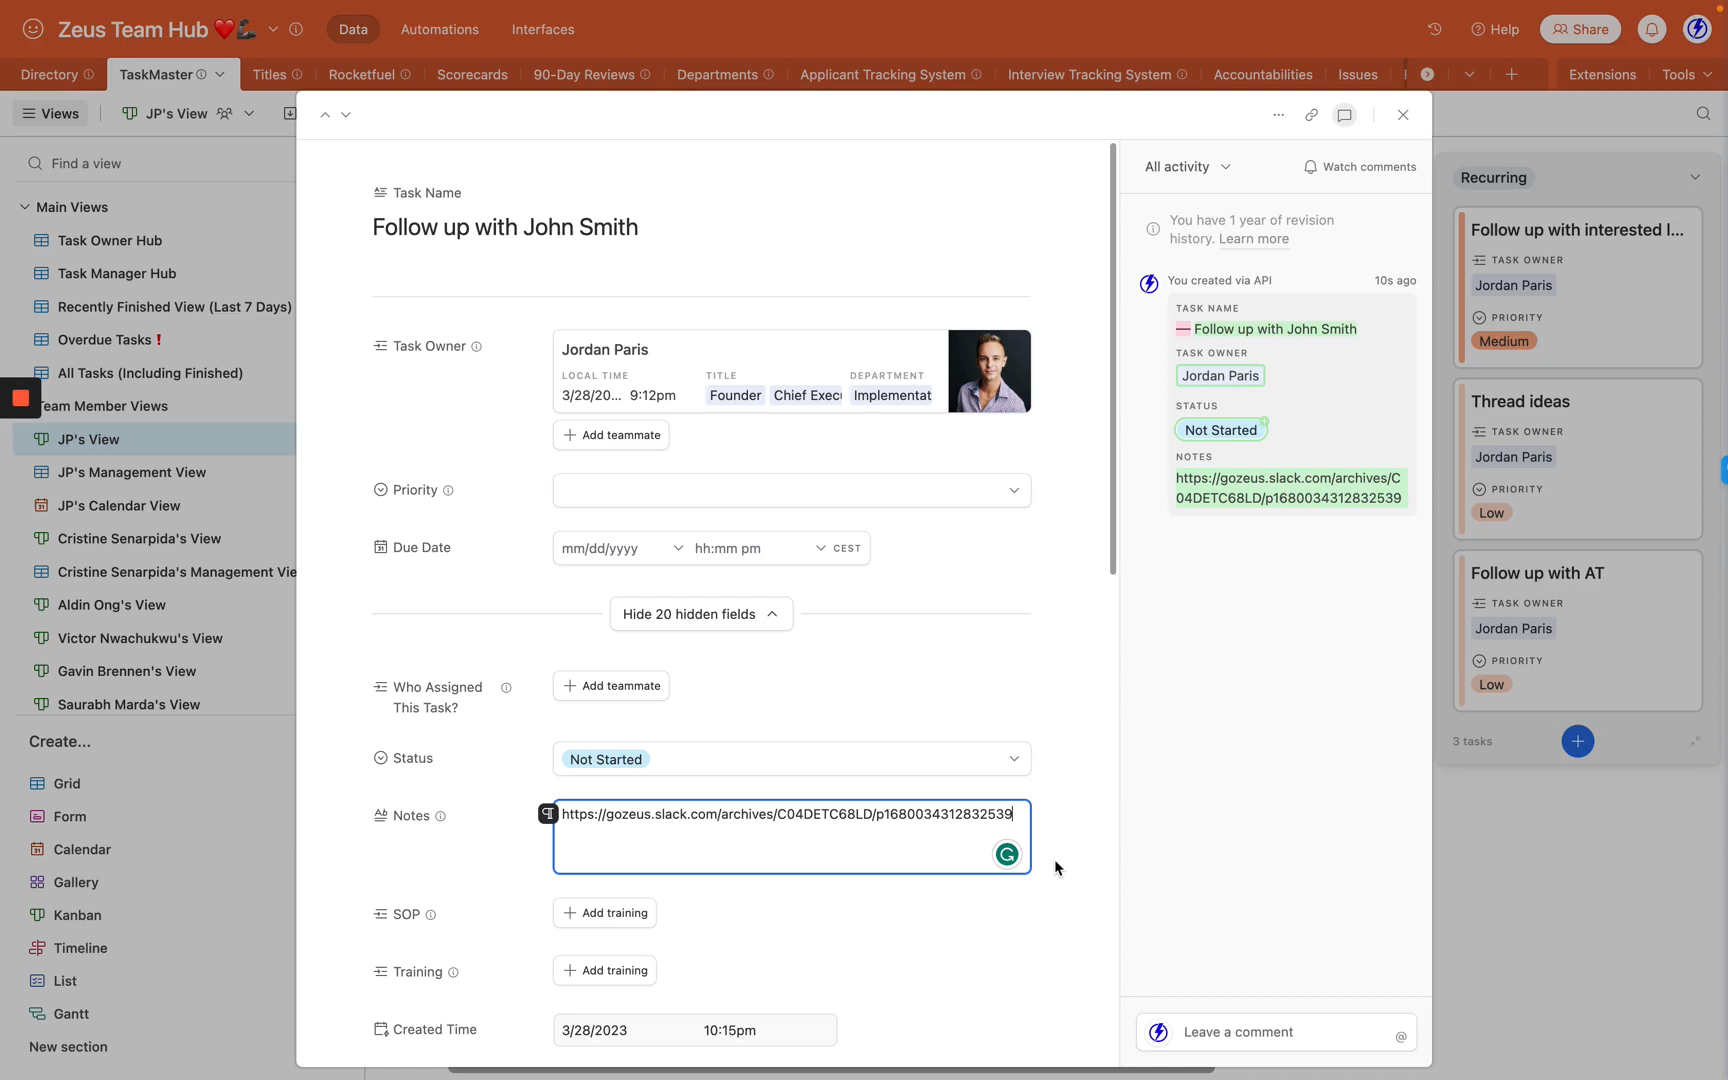 Zeus Team Hub
Data
Automations
Interfaces
Help
Share
Directory
TaskMaster
Titles
Rocketfuel
Scorecards
90-Day Reviews
Departments
Applicant Tracking System
Interview Tracking System
Accountabilities
Issues
Extensions
Tools
Views
JP's View
Find a view
Main Views
Task Owner Hub
Task Manager Hub
Recently Finished View (Last 7 Days)
Overdue Tasks❗
All Tasks (Including Finished)
Team Member Views
JP's View
JP's Management View
JP's Calendar View
Cristine Senarpida's View
Cristine Senarpida's Management Vie
Aldin Ong's View
Victor Nwachukwu's View
Gavin Brennen's View
Saurabh Marda's View
Create...
Grid
Form
Calendar
Gallery
Kanban
Timeline
List
Gantt
New section
Task Name
Follow up with John Smith
Task Owner
Jordan Paris
LOCAL TIME
TITLE
DEPARTMENT
3/28/20... 9:12pm
Founder
Chief Exec
Implementat
Add teammate
Priority
Due Date
mm/dd/yyyy
hh:mm pm
CEST
Hide 20 hidden fields
Who Assigned
This Task?
Add teammate
Status
Not Started
Notes
https://gozeus.slack.com/archives/C04DETC68LD/p1680034312832539
SOP
Add training
Training
Add training
Created Time
3/28/2023
10:15pm
All activity
Watch comments
You have 1 year of revision
history. Learn more
You created via API
10s ago
TASK NAME
Follow up with John Smith
TASK OWNER
Jordan Paris
STATUS
Not Started
NOTES
https://gozeus.slack.com/archives/C
04DETC68LD/p1680034312832539
Leave a comment
@
Recurring
Follow up with interested l...
TASK OWNER
Jordan Paris
PRIORITY
Medium
Thread ideas
TASK OWNER
Jordan Paris
PRIORITY
Low
Follow up with AT
TASK OWNER
Jordan Paris
PRIORITY
Low
3 tasks